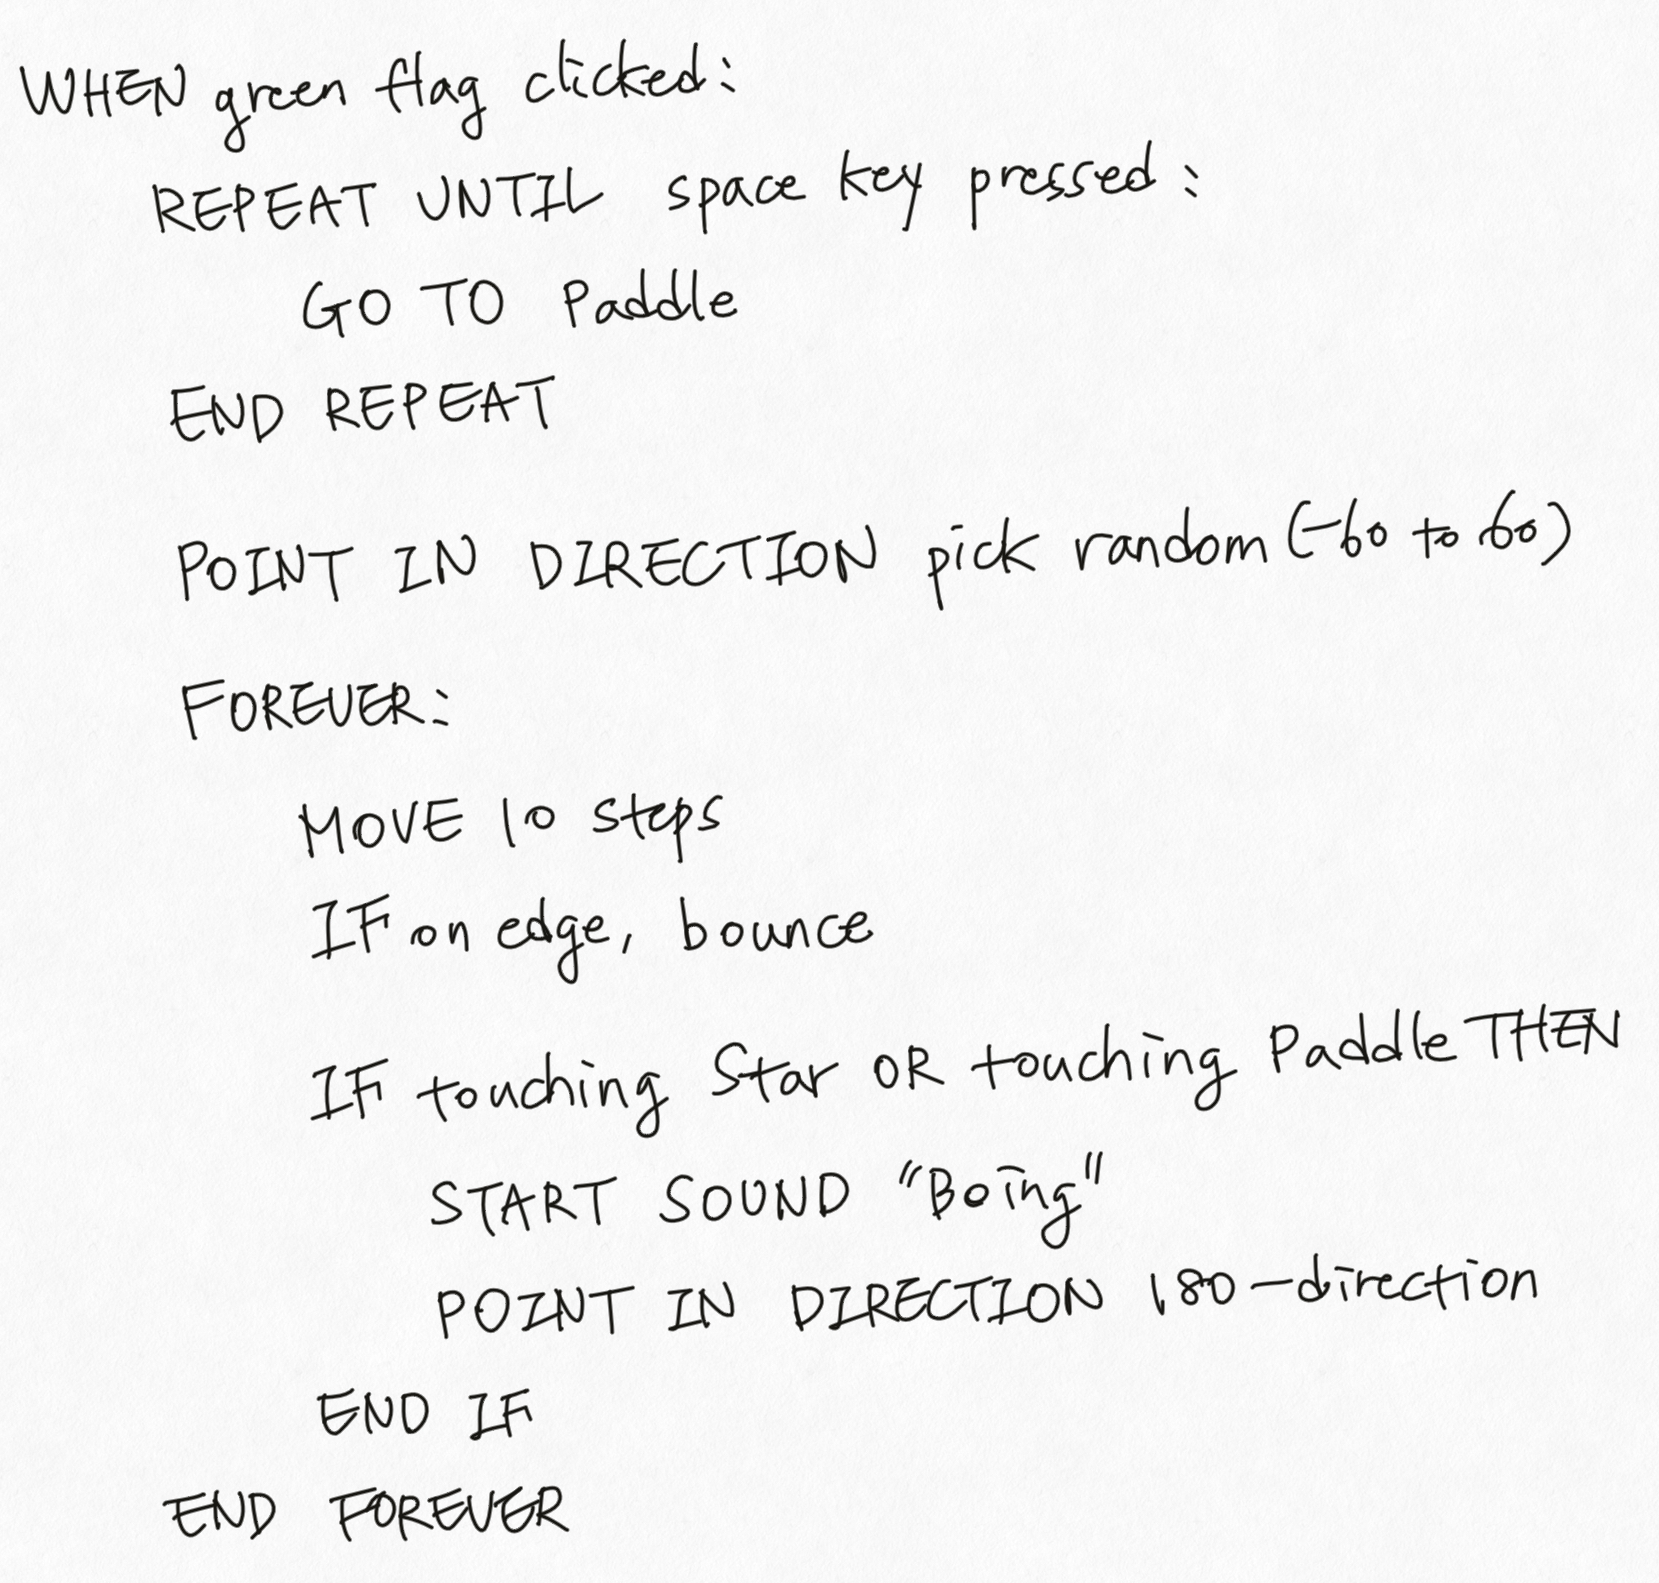 WHEN green flag clicked:
REPEAT UNTIL space key pressed:
GO TO Paddle
END REPEAT
POINT IN DIRECTION pick random (-60 to 60)
FOREVER:
MOVE 10 steps
IF on edge, bounce
IF touching Star OR touching Paddle THEN
START SOUND "Boing"
POINT IN DIRECTION 180-direction
END IF
END FOREVER